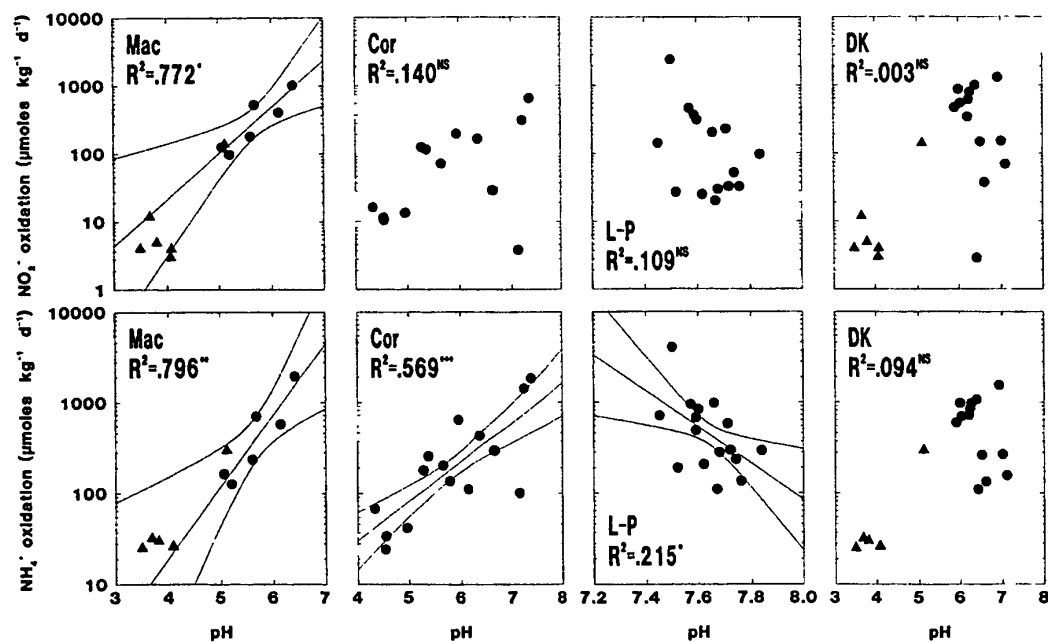 NO₂⁻ oxidation (μmoles kg⁻¹ d⁻¹)
10000
1000
100
10
1
Mac
R²=.772*
Cor
R²=.140ᴺˢ
L-P
R²=.109ᴺˢ
DK
R²=.003ᴺˢ
NH₄⁺ oxidation (μmoles kg⁻¹ d⁻¹)
10000
1000
100
10
Mac
R²=.796**
Cor
R²=.569***
L-P
R²=.215*
DK
R²=.094ᴺˢ
3 4 5 6 7
4 5 6 7 8
7.2 7.4 7.6 7.8 8.0
3 4 5 6 7 8
pH pH pH pH